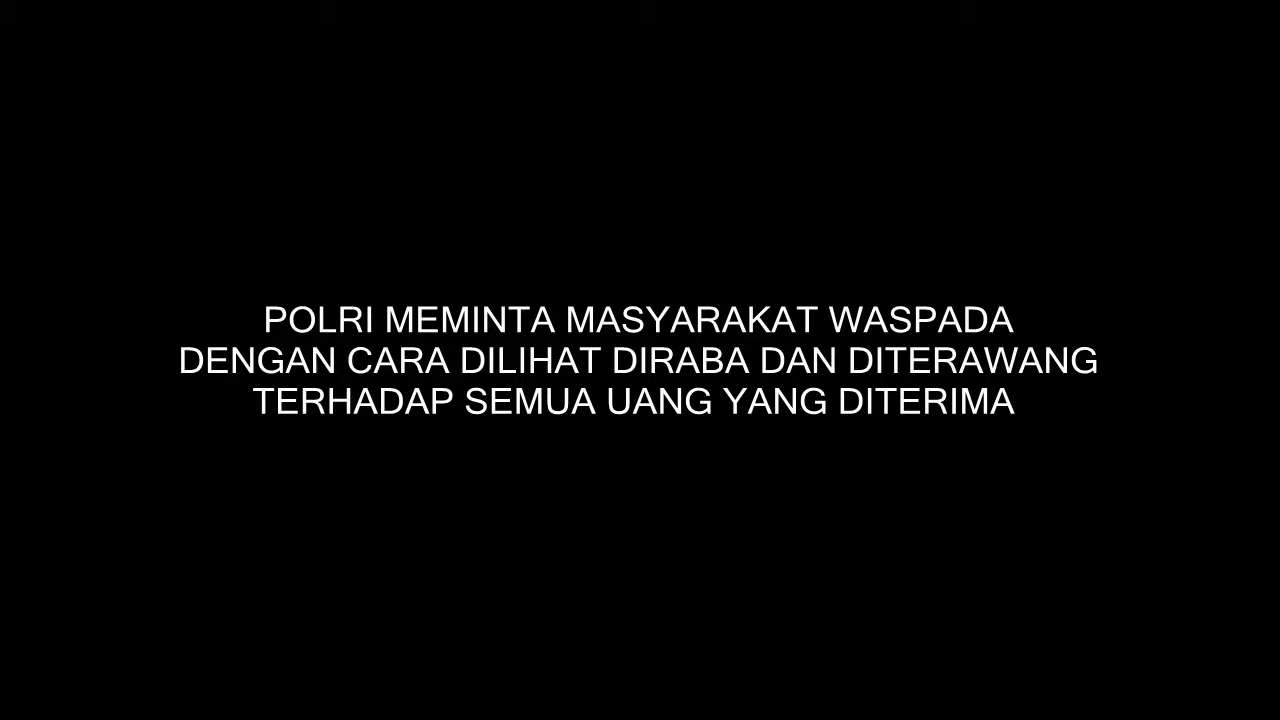 POLRI MEMINTA MASYARAKAT WASPADA
DENGAN CARA DILIHAT DIRABA DAN DITERAWANG
TERHADAP SEMUA UANG YANG DITERIMA